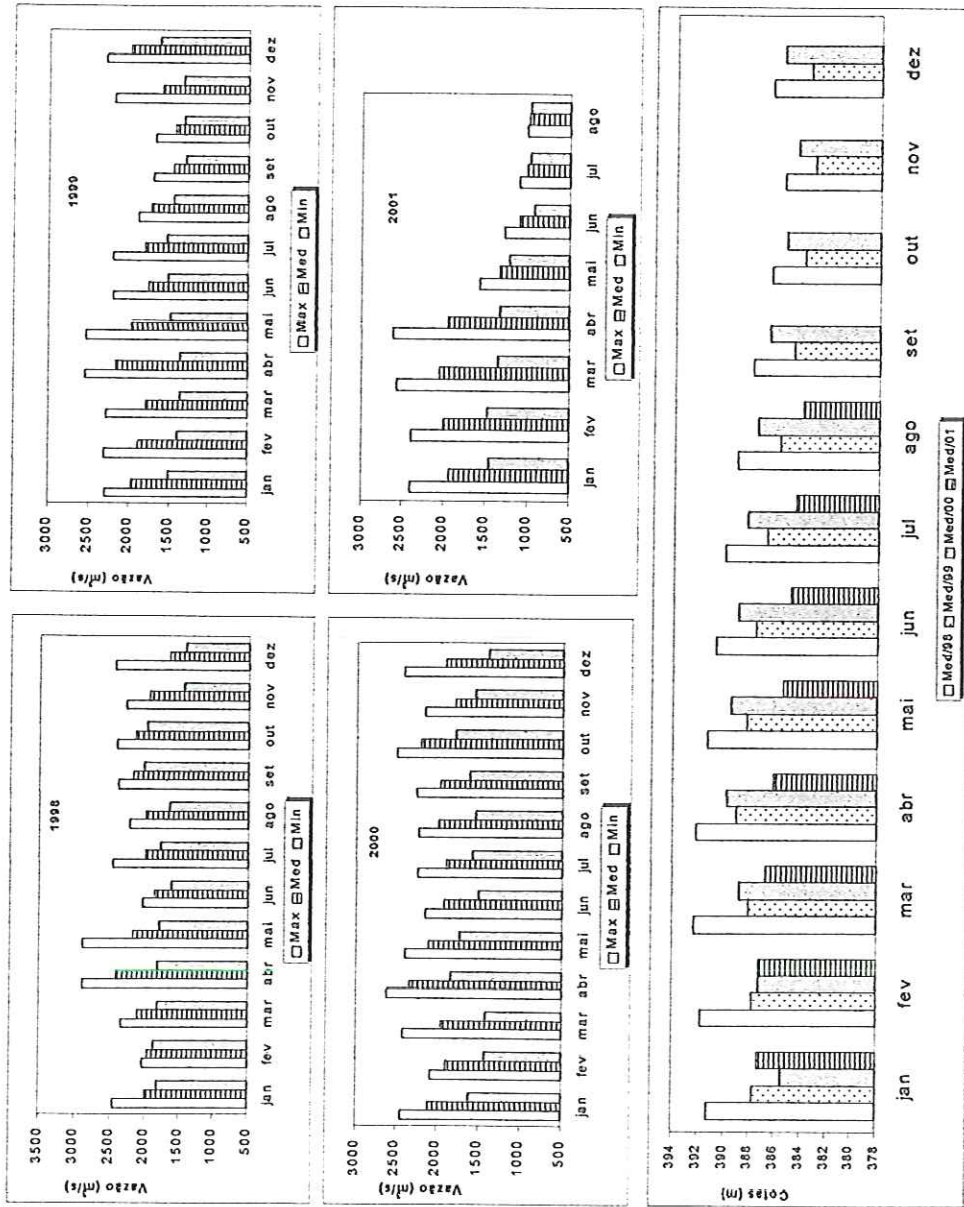 1998
3500
3000
2500
2000
1500
1000
500
Vazão (m³/s)
jan fev mar abr mai jun jul ago set out nov dez
Max Med Min
1999
3000
2500
2000
1500
1000
500
Vazão (m³/s)
jan fev mar abr mai jun jul ago set out nov dez
Max Med Min
2000
3000
2500
2000
1500
1000
500
Vazão (m³/s)
jan fev mar abr mai jun jul ago set out nov dez
Max Med Min
2001
3000
2500
2000
1500
1000
500
Vazão (m³/s)
jan fev mar abr mai jun jul ago
Max Med Min
394
392
390
388
386
384
382
380
378
Cotas (m)
jan fev mar abr mai jun jul ago set out nov dez
Med/98 Med/99 Med/00 Med/01